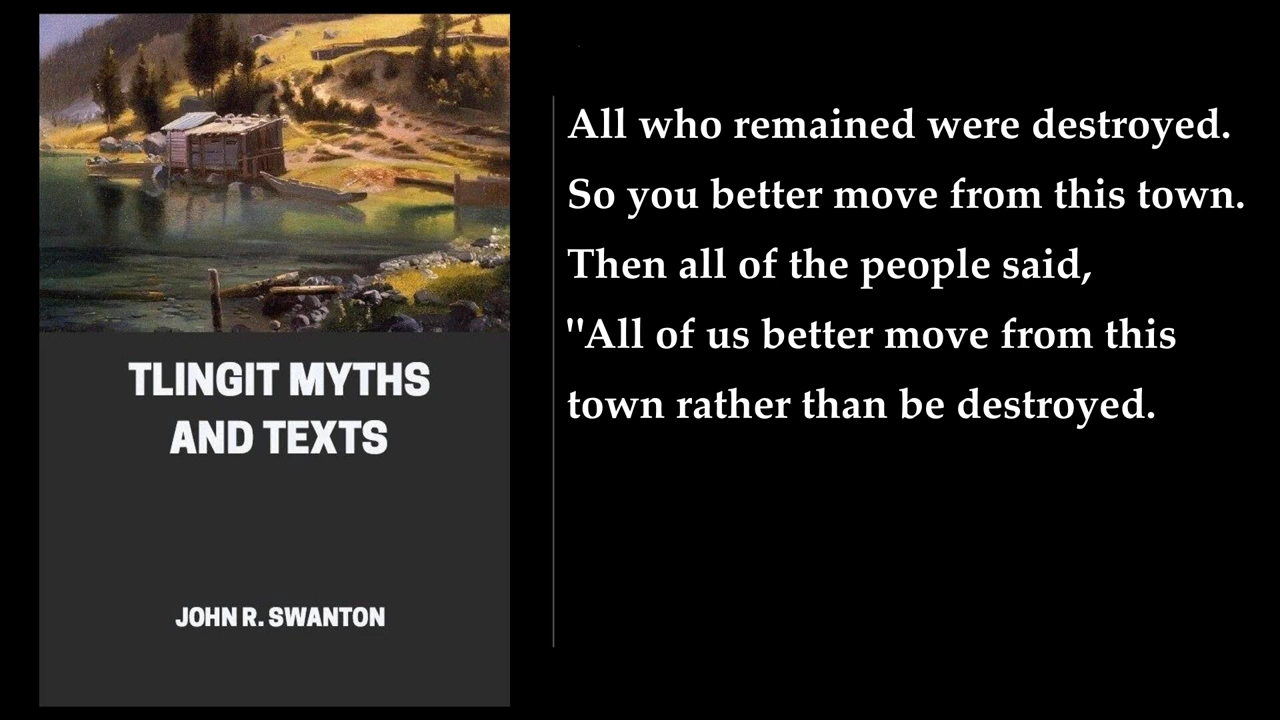 TLINGIT MYTHS
AND TEXTS
JOHN R. SWANTON
All who remained were destroyed.
So you better move from this town.
Then all of the people said,
"All of us better move from this
town rather than be destroyed.